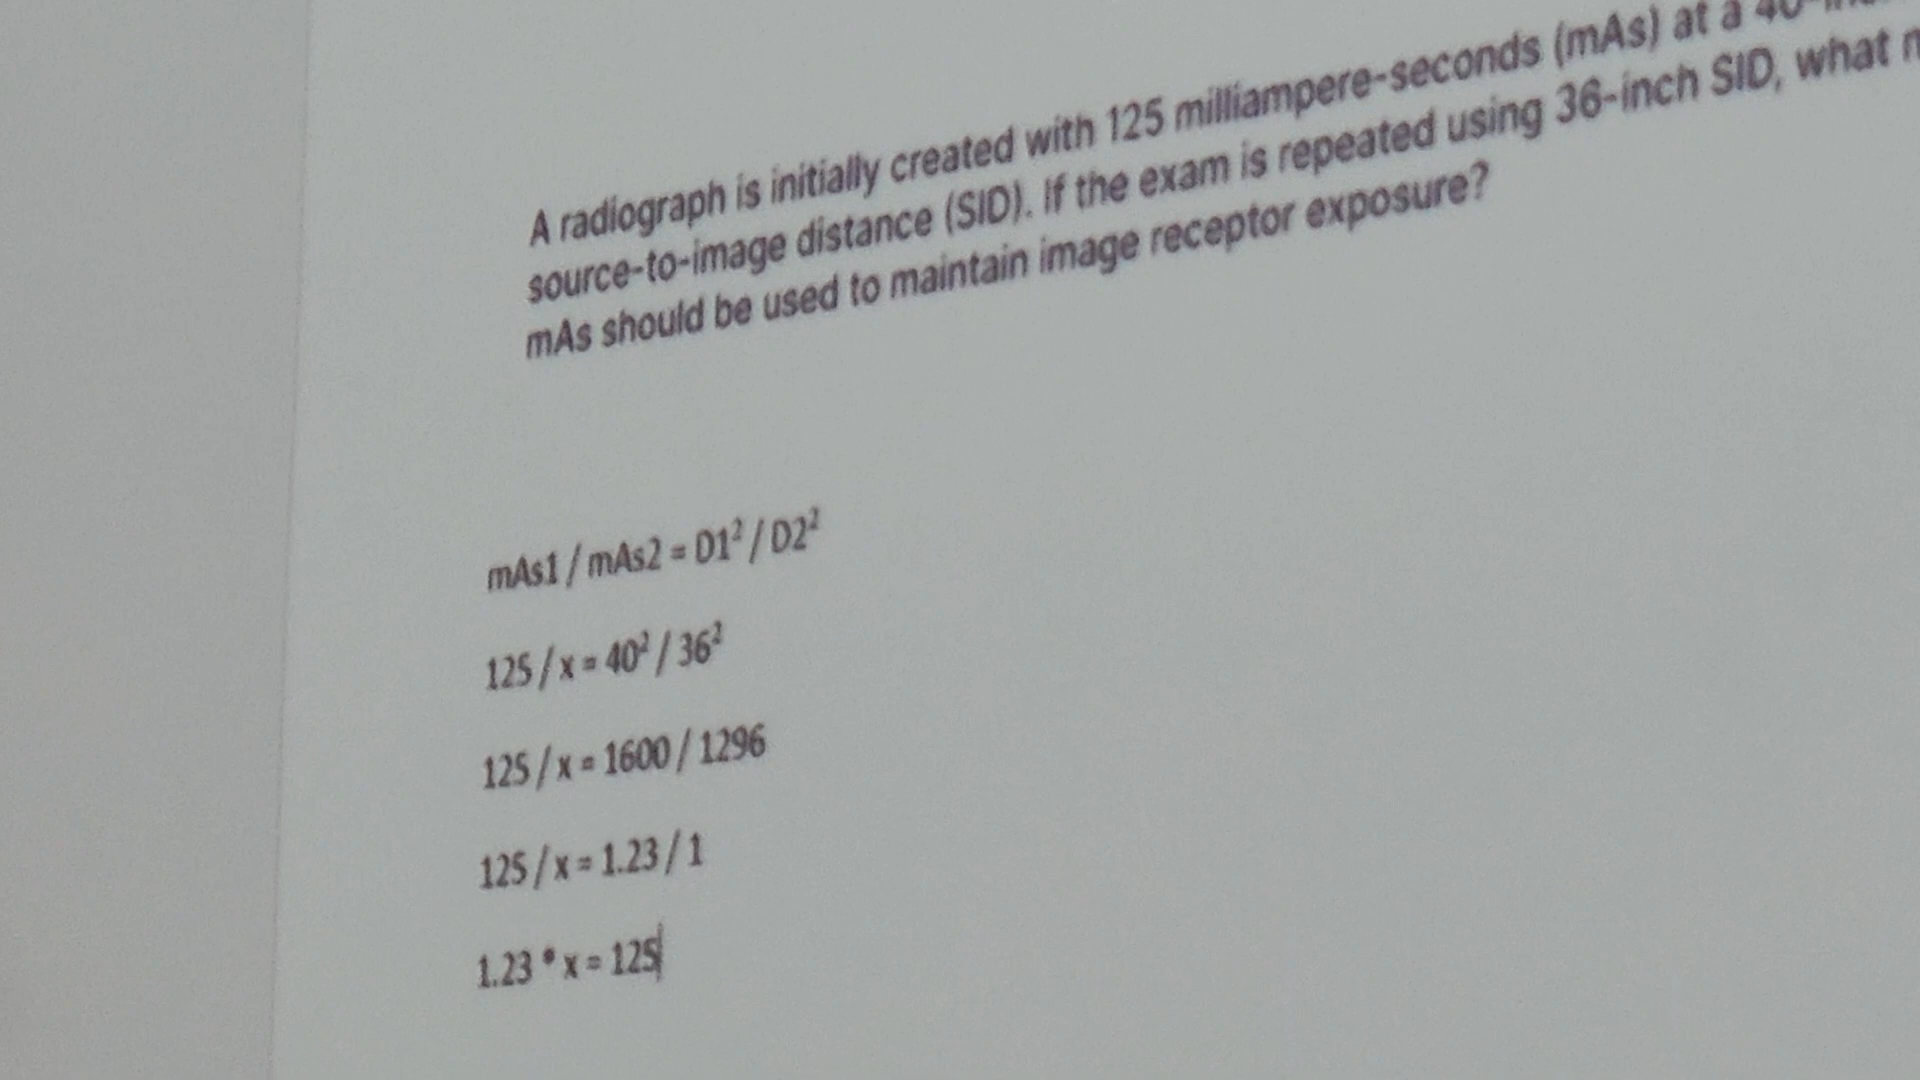 A radiograph is initially created with 125 milliampere-seconds (mAs) at a
source-to-image distance (SID). If the exam is repeated using 36-inch SID, what
mAs should be used to maintain image receptor exposure?
mAs1 / mAs2 = D1² / D2²
125 / x = 40² / 36²
125 / x = 1600 / 1296
125 / x = 1.23 / 1
1.23 * x = 125